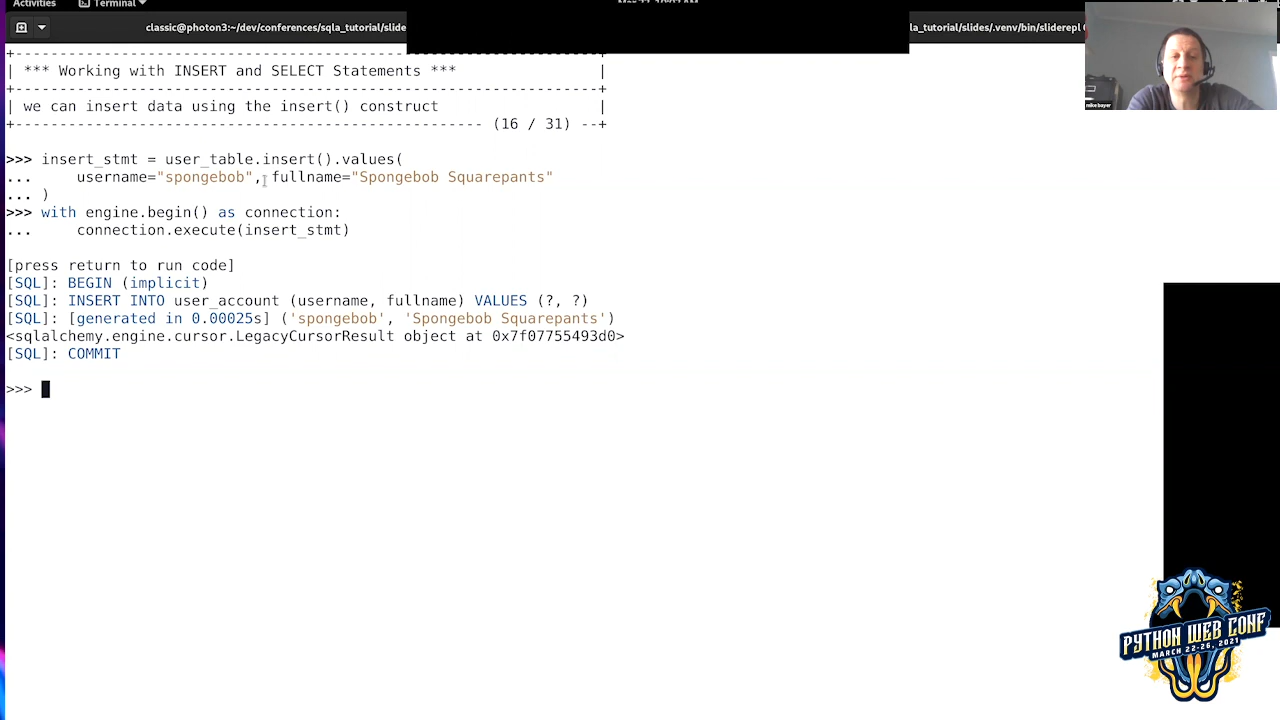 Activities
Terminal
classic@photon3:~/dev/conferences/sqla_tutorial/slide
la_tutorial/slides/.venv/bin/sliderepl
mike bayer
+------------------------------------------------------------------+
| *** Working with INSERT and SELECT Statements *** |
+------------------------------------------------------------------+
| we can insert data using the insert() construct |
+----------------------------------------------------- (16 / 31) --+
>>> insert_stmt = user_table.insert().values(
... username="spongebob", fullname="Spongebob Squarepants"
... )
>>> with engine.begin() as connection:
... connection.execute(insert_stmt)
[press return to run code]
[SQL]: BEGIN (implicit)
[SQL]: INSERT INTO user_account (username, fullname) VALUES (?, ?)
[SQL]: [generated in 0.00025s] ('spongebob', 'Spongebob Squarepants')
<sqlalchemy.engine.cursor.LegacyCursorResult object at 0x7f07755493d0>
[SQL]: COMMIT
>>>
PYTHON WEB CONF
MARCH 22-26, 2021